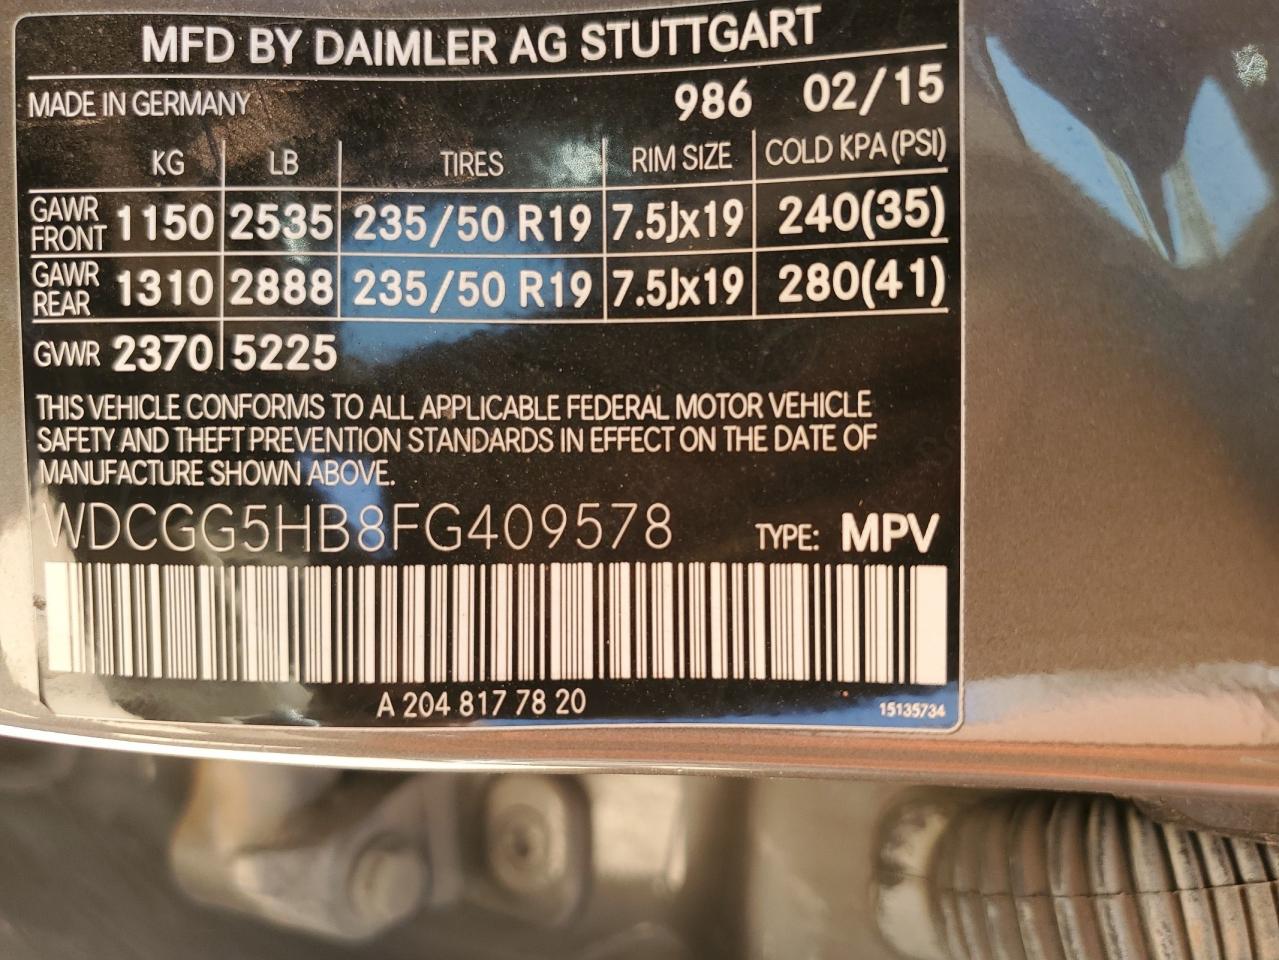 MFD BY DAIMLER AG STUTTGART
MADE IN GERMANY 986 02/15
KG LB TIRES RIM SIZE COLD KPA (PSI)
GAWR FRONT 1150 2535 235/50 R19 7.5Jx19 240(35)
GAWR REAR 1310 2888 235/50 R19 7.5Jx19 280(41)
GVWR 2370 5225
THIS VEHICLE CONFORMS TO ALL APPLICABLE FEDERAL MOTOR VEHICLE
SAFETY AND THEFT PREVENTION STANDARDS IN EFFECT ON THE DATE OF
MANUFACTURE SHOWN ABOVE.
WDCGG5HB8FG409578 TYPE: MPV
A 204 817 78 20 15135734